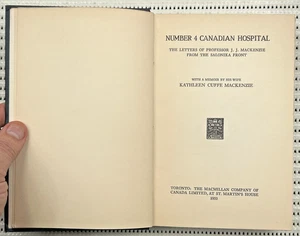 NUMBER 4 CANADIAN HOSPITAL
THE LETTERS OF PROFESSOR J. J. MACKENZIE
FROM THE SALONIKA FRONT
WITH A MEMOIR BY HIS WIFE
KATHLEEN CUFFE MACKENZIE
TORONTO: THE MACMILLAN COMPANY OF
CANADA LIMITED, AT ST. MARTIN'S HOUSE
1933